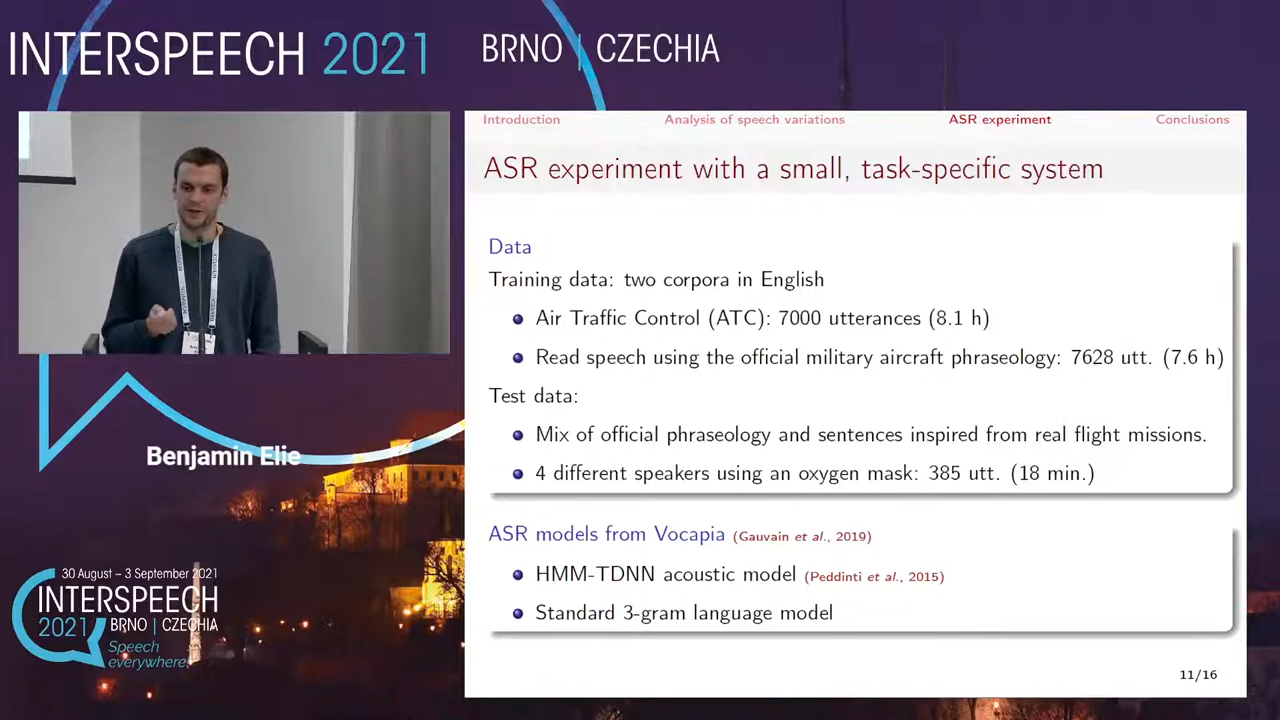 INTERSPEECH 2021
BRNO | CZECHIA
Introduction
Analysis of speech variations
ASR experiment
Conclusions
ASR experiment with a small, task-specific system
Data
Training data: two corpora in English
Air Traffic Control (ATC): 7000 utterances (8.1 h)
Read speech using the official military aircraft phraseology: 7628 utt. (7.6 h)
Test data:
Mix of official phraseology and sentences inspired from real flight missions.
4 different speakers using an oxygen mask: 385 utt. (18 min.)
ASR models from Vocapia (Gauvain et al., 2019)
HMM-TDNN acoustic model (Peddinti et al., 2015)
Standard 3-gram language model
11/16
Benjamin Elie
30 August – 3 September 2021
INTERSPEECH
2021 BRNO | CZECHIA
Speech
everywhere